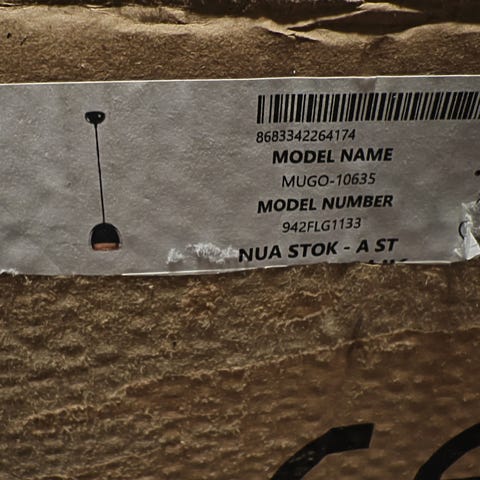 8683342264174
MODEL NAME
MUGO-10635
MODEL NUMBER
942FLG1133
NUA STOK - A ST